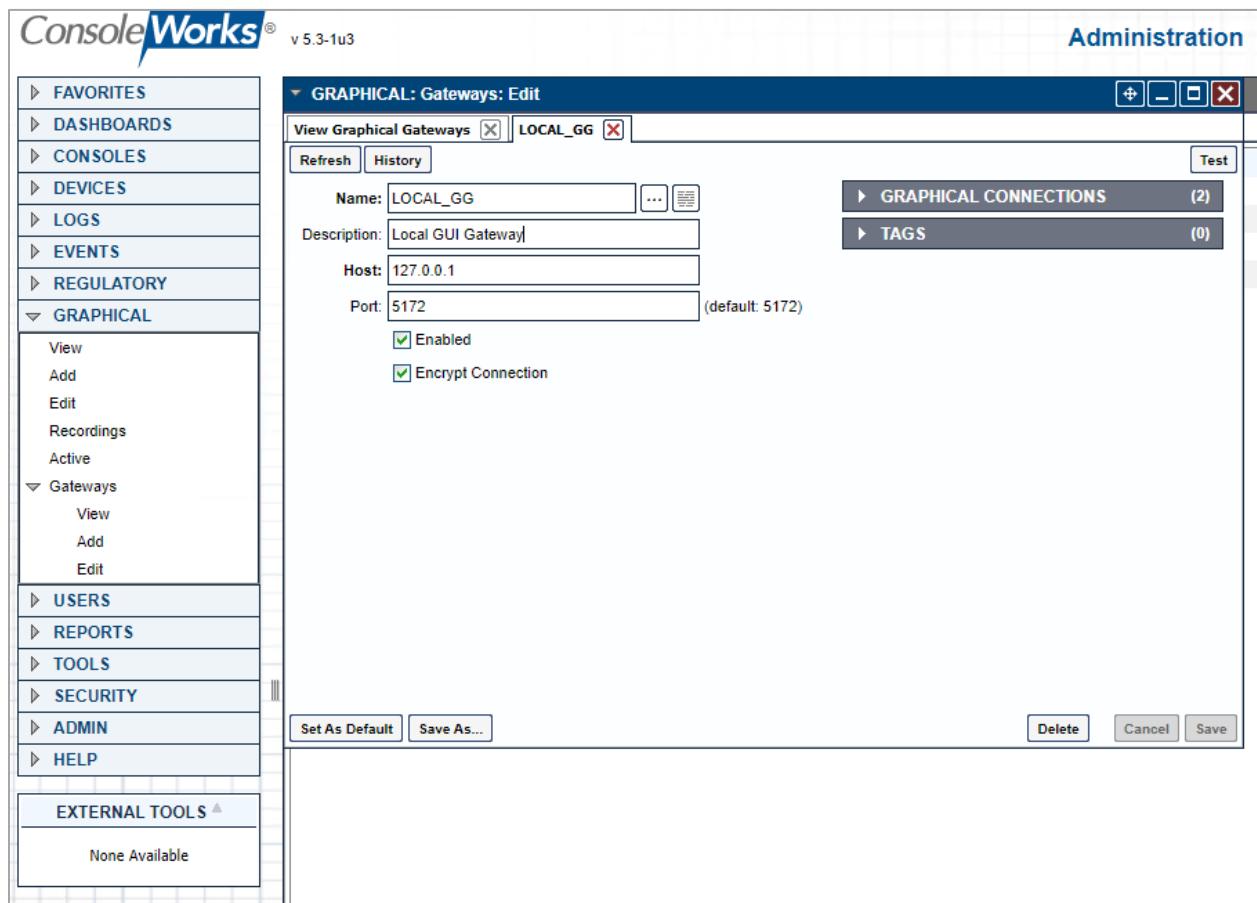 ConsoleWorks® v 5.3-1u3
Administration
FAVORITES
DASHBOARDS
CONSOLES
DEVICES
LOGS
EVENTS
REGULATORY
GRAPHICAL
View
Add
Edit
Recordings
Active
Gateways
View
Add
Edit
USERS
REPORTS
TOOLS
SECURITY
ADMIN
HELP
EXTERNAL TOOLS
None Available
GRAPHICAL: Gateways: Edit
View Graphical Gateways LOCAL_GG
Refresh History Test
Name: LOCAL_GG ...
Description: Local GUI Gateway
Host: 127.0.0.1
Port: 5172 (default: 5172)
Enabled
Encrypt Connection
GRAPHICAL CONNECTIONS (2)
TAGS (0)
Set As Default Save As... Delete Cancel Save